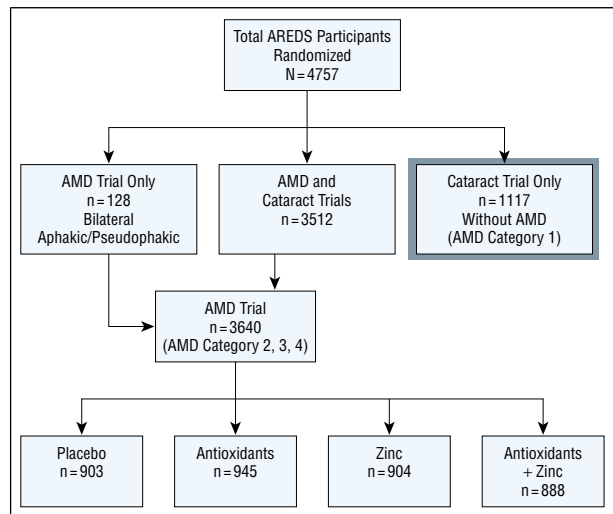 Total AREDS Participants
Randomized
N = 4757
AMD Trial Only
n = 128
Bilateral
Aphakic/Pseudophakic
AMD and
Cataract Trials
n = 3512
Cataract Trial Only
n = 1117
Without AMD
(AMD Category 1)
AMD Trial
n = 3640
(AMD Category 2, 3, 4)
Placebo
n = 903
Antioxidants
n = 945
Zinc
n = 904
Antioxidants
+ Zinc
n = 888